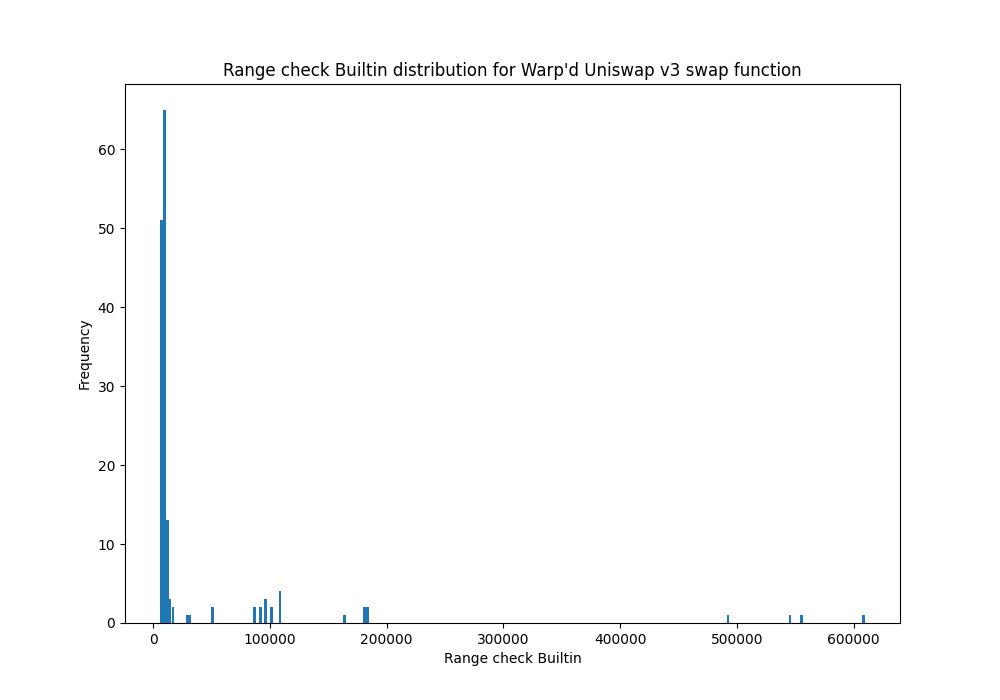 Range check Builtin distribution for Warp'd Uniswap v3 swap function
60
50
40
30
20
10
0
Frequency
0 100000 200000 300000 400000 500000 600000
Range check Builtin